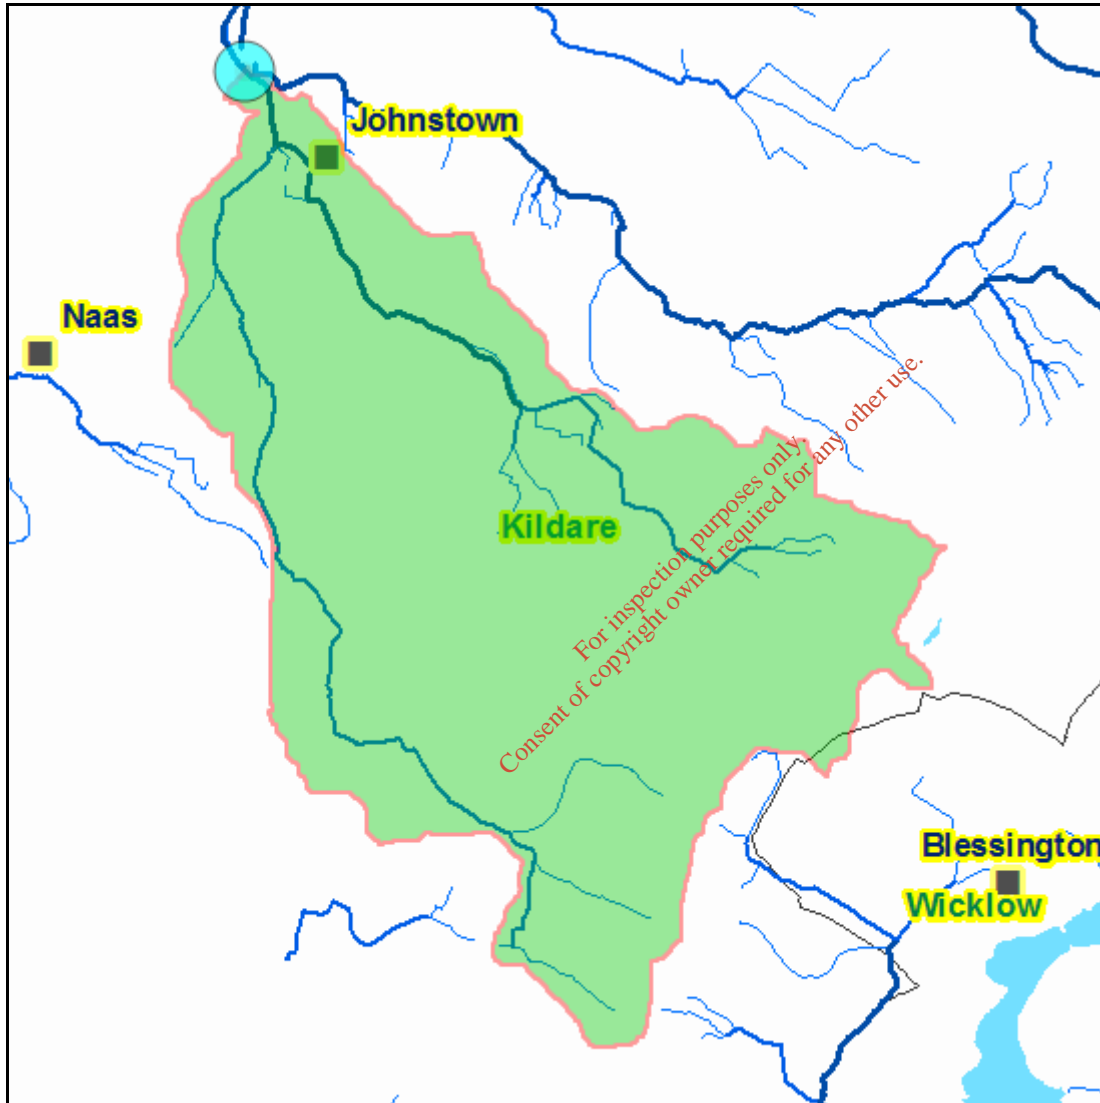 Johnstown
Naas
Kildare
For inspection purposes only.
Consent of copyright owner required for any other use.
Blessington
Wicklow